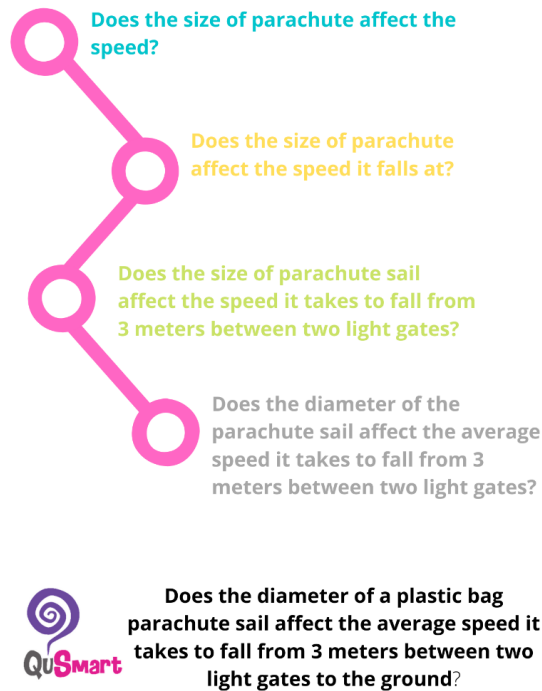 Does the size of parachute affect the
speed?
Does the size of parachute
affect the speed it falls at?
Does the size of parachute sail
affect the speed it takes to fall from
3 meters between two light gates?
Does the diameter of the
parachute sail affect the average
speed it takes to fall from 3
meters between two light gates?
Does the diameter of a plastic bag
parachute sail affect the average speed it
takes to fall from 3 meters between two
light gates to the ground?
QuSmart